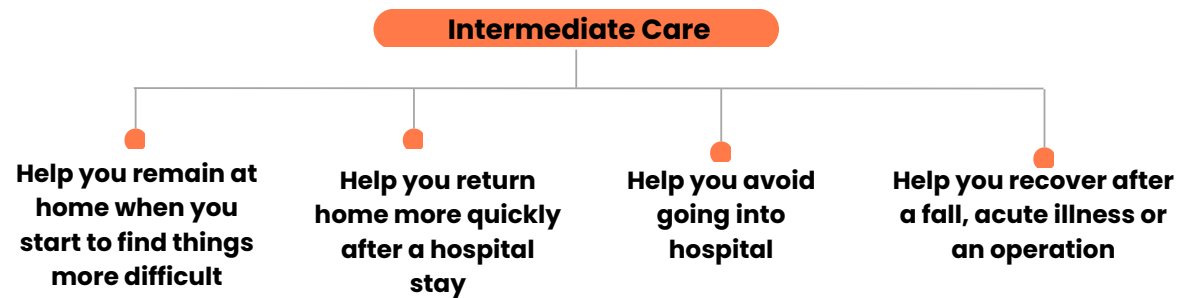 Intermediate Care
Help you remain at
home when you
start to find things
more difficult
Help you return
home more quickly
after a hospital
stay
Help you avoid
going into
hospital
Help you recover after
a fall, acute illness or
an operation